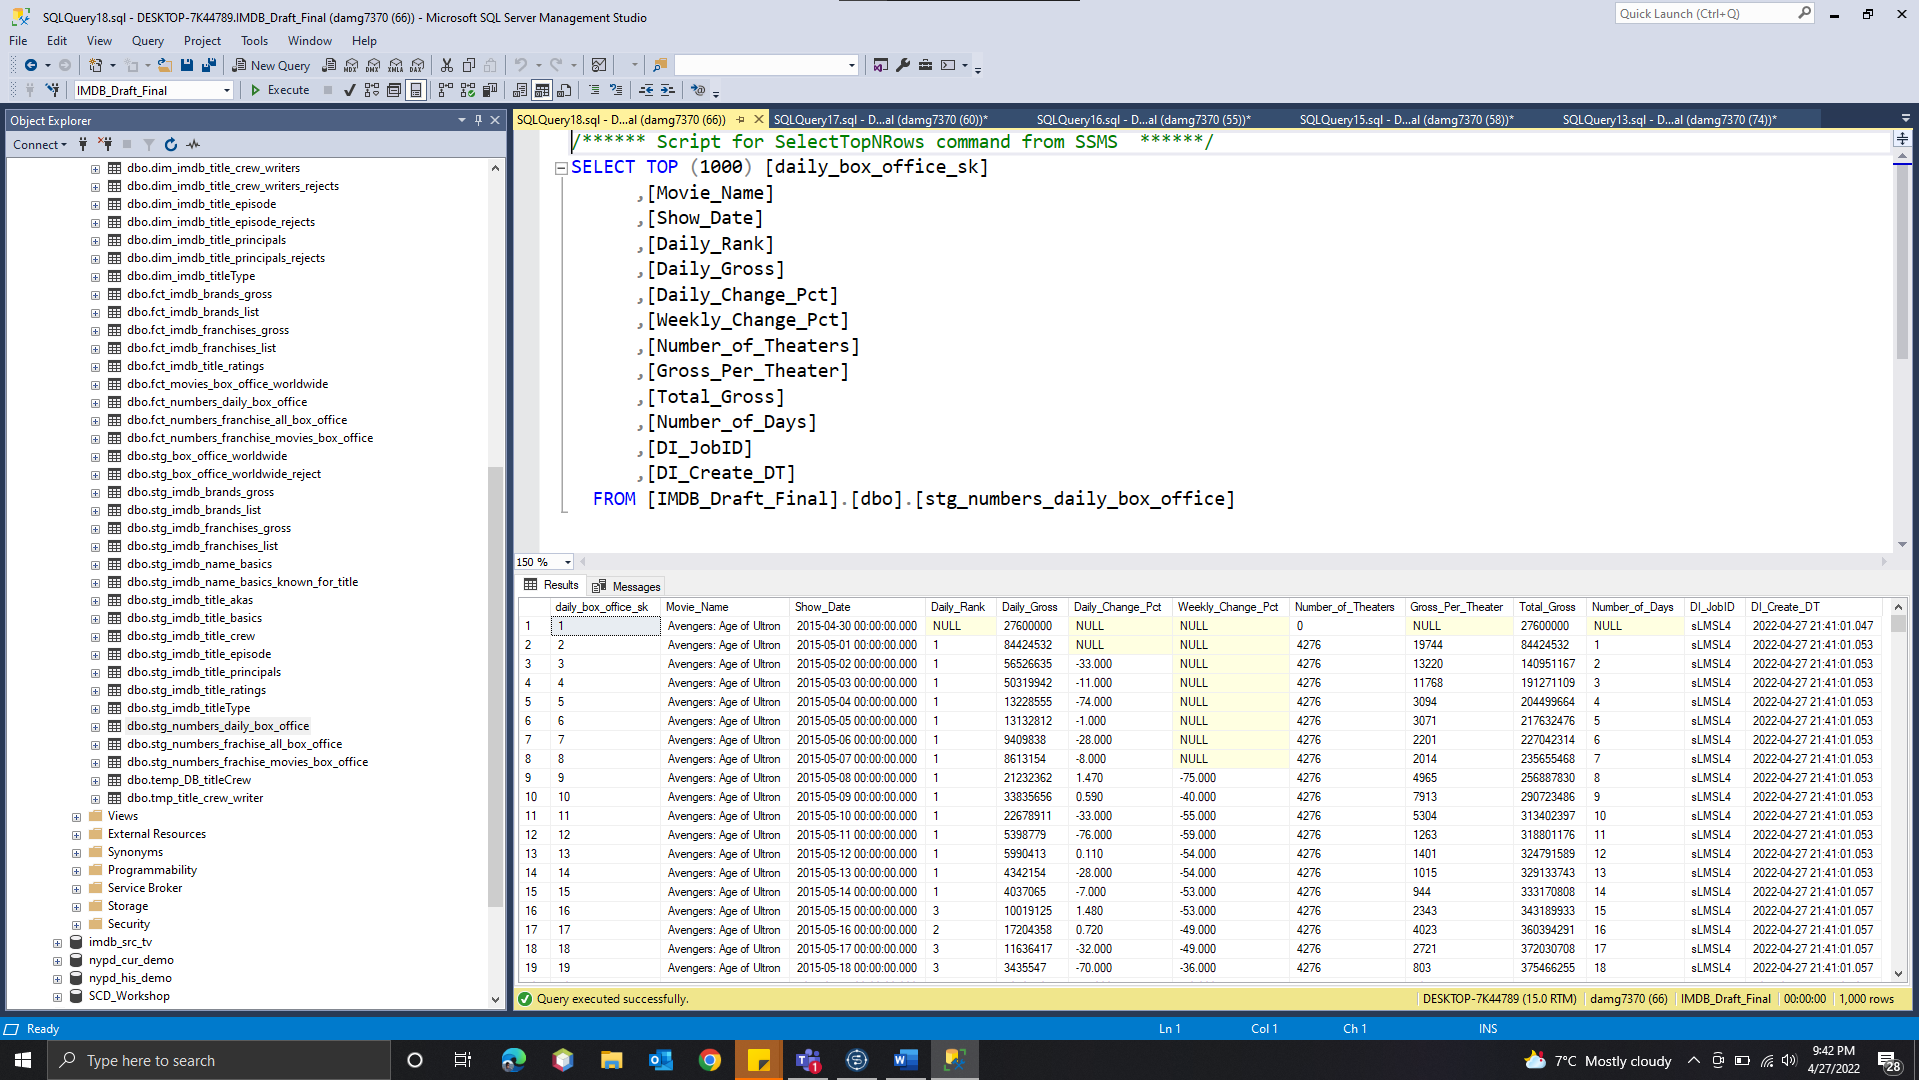 SQLQuery18.sql - DESKTOP-7K44789.IMDB_Draft_Final (damg7370 (66)) - Microsoft SQL Server Management Studio
Quick Launch (Ctrl+Q)
File Edit View Query Project Tools Window Help
New Query MDX DMX XMLA DAX
IMDB_Draft_Final Execute
Object Explorer
Connect
dbo.dim_imdb_title_crew_writers
dbo.dim_imdb_title_crew_writers_rejects
dbo.dim_imdb_title_episode
dbo.dim_imdb_title_episode_rejects
dbo.dim_imdb_title_principals
dbo.dim_imdb_title_principals_rejects
dbo.dim_imdb_titleType
dbo.fct_imdb_brands_gross
dbo.fct_imdb_brands_list
dbo.fct_imdb_franchises_gross
dbo.fct_imdb_franchises_list
dbo.fct_imdb_title_ratings
dbo.fct_movies_box_office_worldwide
dbo.fct_numbers_daily_box_office
dbo.fct_numbers_franchise_all_box_office
dbo.fct_numbers_franchise_movies_box_office
dbo.stg_box_office_worldwide
dbo.stg_box_office_worldwide_reject
dbo.stg_imdb_brands_gross
dbo.stg_imdb_brands_list
dbo.stg_imdb_franchises_gross
dbo.stg_imdb_franchises_list
dbo.stg_imdb_name_basics
dbo.stg_imdb_name_basics_known_for_title
dbo.stg_imdb_title_akas
dbo.stg_imdb_title_basics
dbo.stg_imdb_title_crew
dbo.stg_imdb_title_episode
dbo.stg_imdb_title_principals
dbo.stg_imdb_title_ratings
dbo.stg_imdb_titleType
dbo.stg_numbers_daily_box_office
dbo.stg_numbers_frachise_all_box_office
dbo.stg_numbers_frachise_movies_box_office
dbo.temp_DB_titleCrew
dbo.tmp_title_crew_writer
Views
External Resources
Synonyms
Programmability
Service Broker
Storage
Security
imdb_src_tv
nypd_cur_demo
nypd_his_demo
SCD_Workshop
SQLQuery18.sql - D...al (damg7370 (66)) SQLQuery17.sql - D...al (damg7370 (60))* SQLQuery16.sql - D...al (damg7370 (55))* SQLQuery15.sql - D...al (damg7370 (58))* SQLQuery13.sql - D...al (damg7370 (74))*
/****** Script for SelectTopNRows command from SSMS ******/
SELECT TOP (1000) [daily_box_office_sk]
,[Movie_Name]
,[Show_Date]
,[Daily_Rank]
,[Daily_Gross]
,[Daily_Change_Pct]
,[Weekly_Change_Pct]
,[Number_of_Theaters]
,[Gross_Per_Theater]
,[Total_Gross]
,[Number_of_Days]
,[DI_JobID]
,[DI_Create_DT]
FROM [IMDB_Draft_Final].[dbo].[stg_numbers_daily_box_office]
150 %
Results Messages
daily_box_office_sk Movie_Name Show_Date Daily_Rank Daily_Gross Daily_Change_Pct Weekly_Change_Pct Number_of_Theaters Gross_Per_Theater Total_Gross Number_of_Days DI_JobID DI_Create_DT
1 1 Avengers: Age of Ultron 2015-04-30 00:00:00.000 NULL 27600000 NULL NULL 0 NULL 27600000 NULL sLMSL4 2022-04-27 21:41:01.047
2 2 Avengers: Age of Ultron 2015-05-01 00:00:00.000 1 84424532 NULL NULL 4276 19744 84424532 1 sLMSL4 2022-04-27 21:41:01.053
3 3 Avengers: Age of Ultron 2015-05-02 00:00:00.000 1 56526635 -33.000 NULL 4276 13220 140951167 2 sLMSL4 2022-04-27 21:41:01.053
4 4 Avengers: Age of Ultron 2015-05-03 00:00:00.000 1 50319942 -11.000 NULL 4276 11768 191271109 3 sLMSL4 2022-04-27 21:41:01.053
5 5 Avengers: Age of Ultron 2015-05-04 00:00:00.000 1 13228555 -74.000 NULL 4276 3094 204499664 4 sLMSL4 2022-04-27 21:41:01.053
6 6 Avengers: Age of Ultron 2015-05-05 00:00:00.000 1 13132812 -1.000 NULL 4276 3071 217632476 5 sLMSL4 2022-04-27 21:41:01.053
7 7 Avengers: Age of Ultron 2015-05-06 00:00:00.000 1 9409838 -28.000 NULL 4276 2201 227042314 6 sLMSL4 2022-04-27 21:41:01.053
8 8 Avengers: Age of Ultron 2015-05-07 00:00:00.000 1 8613154 -8.000 NULL 4276 2014 235655468 7 sLMSL4 2022-04-27 21:41:01.053
9 9 Avengers: Age of Ultron 2015-05-08 00:00:00.000 1 21232362 1.470 -75.000 4276 4965 256887830 8 sLMSL4 2022-04-27 21:41:01.053
10 10 Avengers: Age of Ultron 2015-05-09 00:00:00.000 1 33835656 0.590 -40.000 4276 7913 290723486 9 sLMSL4 2022-04-27 21:41:01.053
11 11 Avengers: Age of Ultron 2015-05-10 00:00:00.000 1 22678911 -33.000 -55.000 4276 5304 313402397 10 sLMSL4 2022-04-27 21:41:01.053
12 12 Avengers: Age of Ultron 2015-05-11 00:00:00.000 1 5398779 -76.000 -59.000 4276 1263 318801176 11 sLMSL4 2022-04-27 21:41:01.053
13 13 Avengers: Age of Ultron 2015-05-12 00:00:00.000 1 5990413 0.110 -54.000 4276 1401 324791589 12 sLMSL4 2022-04-27 21:41:01.053
14 14 Avengers: Age of Ultron 2015-05-13 00:00:00.000 1 4342154 -28.000 -54.000 4276 1015 329133743 13 sLMSL4 2022-04-27 21:41:01.053
15 15 Avengers: Age of Ultron 2015-05-14 00:00:00.000 1 4037065 -7.000 -53.000 4276 944 333170808 14 sLMSL4 2022-04-27 21:41:01.057
16 16 Avengers: Age of Ultron 2015-05-15 00:00:00.000 3 10019125 1.480 -53.000 4276 2343 343189933 15 sLMSL4 2022-04-27 21:41:01.057
17 17 Avengers: Age of Ultron 2015-05-16 00:00:00.000 2 17204358 0.720 -49.000 4276 4023 360394291 16 sLMSL4 2022-04-27 21:41:01.057
18 18 Avengers: Age of Ultron 2015-05-17 00:00:00.000 3 11636417 -32.000 -49.000 4276 2721 372030708 17 sLMSL4 2022-04-27 21:41:01.057
19 19 Avengers: Age of Ultron 2015-05-18 00:00:00.000 3 3435547 -70.000 -36.000 4276 803 375466255 18 sLMSL4 2022-04-27 21:41:01.057
Query executed successfully. DESKTOP-7K44789 (15.0 RTM) damg7370 (66) IMDB_Draft_Final 00:00:00 1,000 rows
Ready Ln 1 Col 1 Ch 1 INS
Type here to search 1 7°C Mostly cloudy 9:42 PM
4/27/2022 28